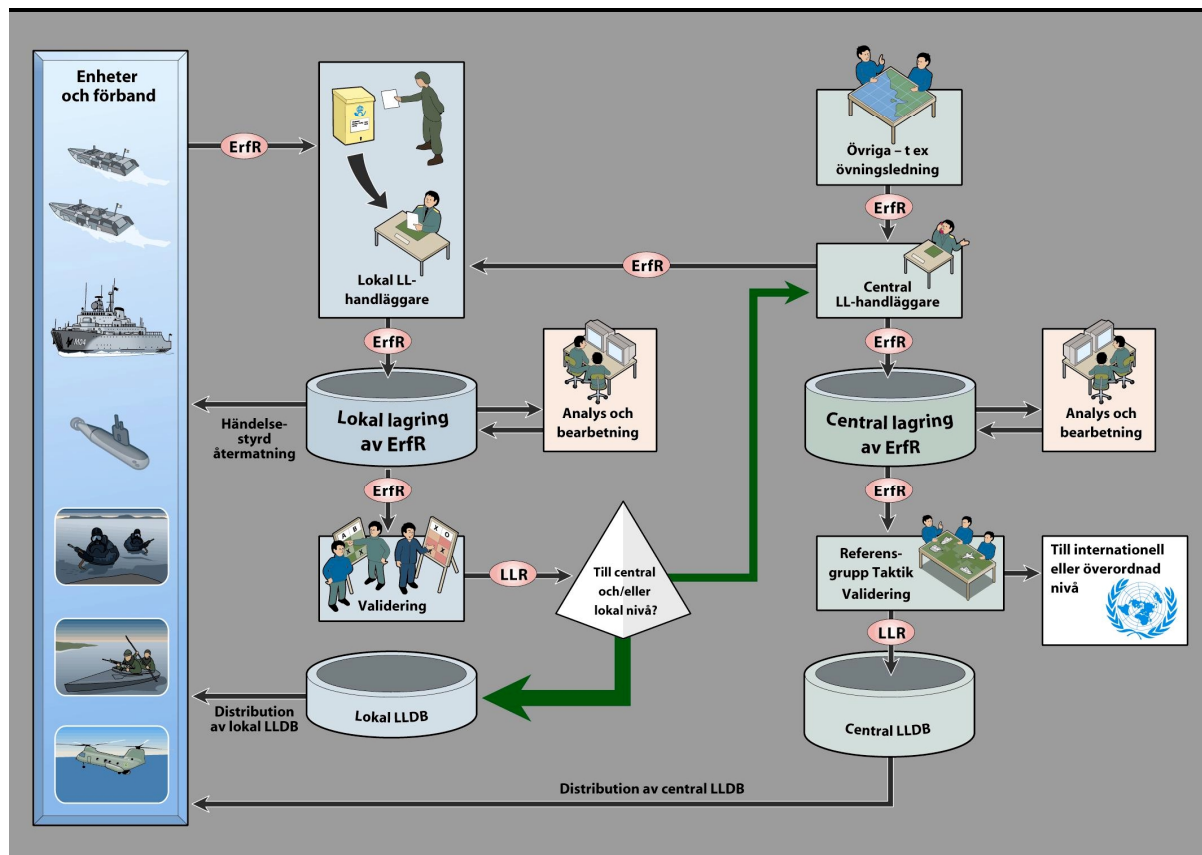 Enheter
och förband
M04
ErfR
Lokal LL-
handläggare
ErfR
Lokal lagring
av ErfR
Händelse-
styrd
återmatning
Analys och
bearbetning
ErfR
A B
X
X O
X
Validering
LLR
Till central
och/eller
lokal nivå?
Lokal LLDB
Distribution
av lokal LLDB
Övriga – t ex
övningsledning
ErfR
Central
LL-handläggare
ErfR
ErfR
Central lagring
av ErfR
Analys och
bearbetning
ErfR
Referens-
grupp Taktik
Validering
Till internationell
eller överordnad
nivå
LLR
Central LLDB
Distribution av central LLDB